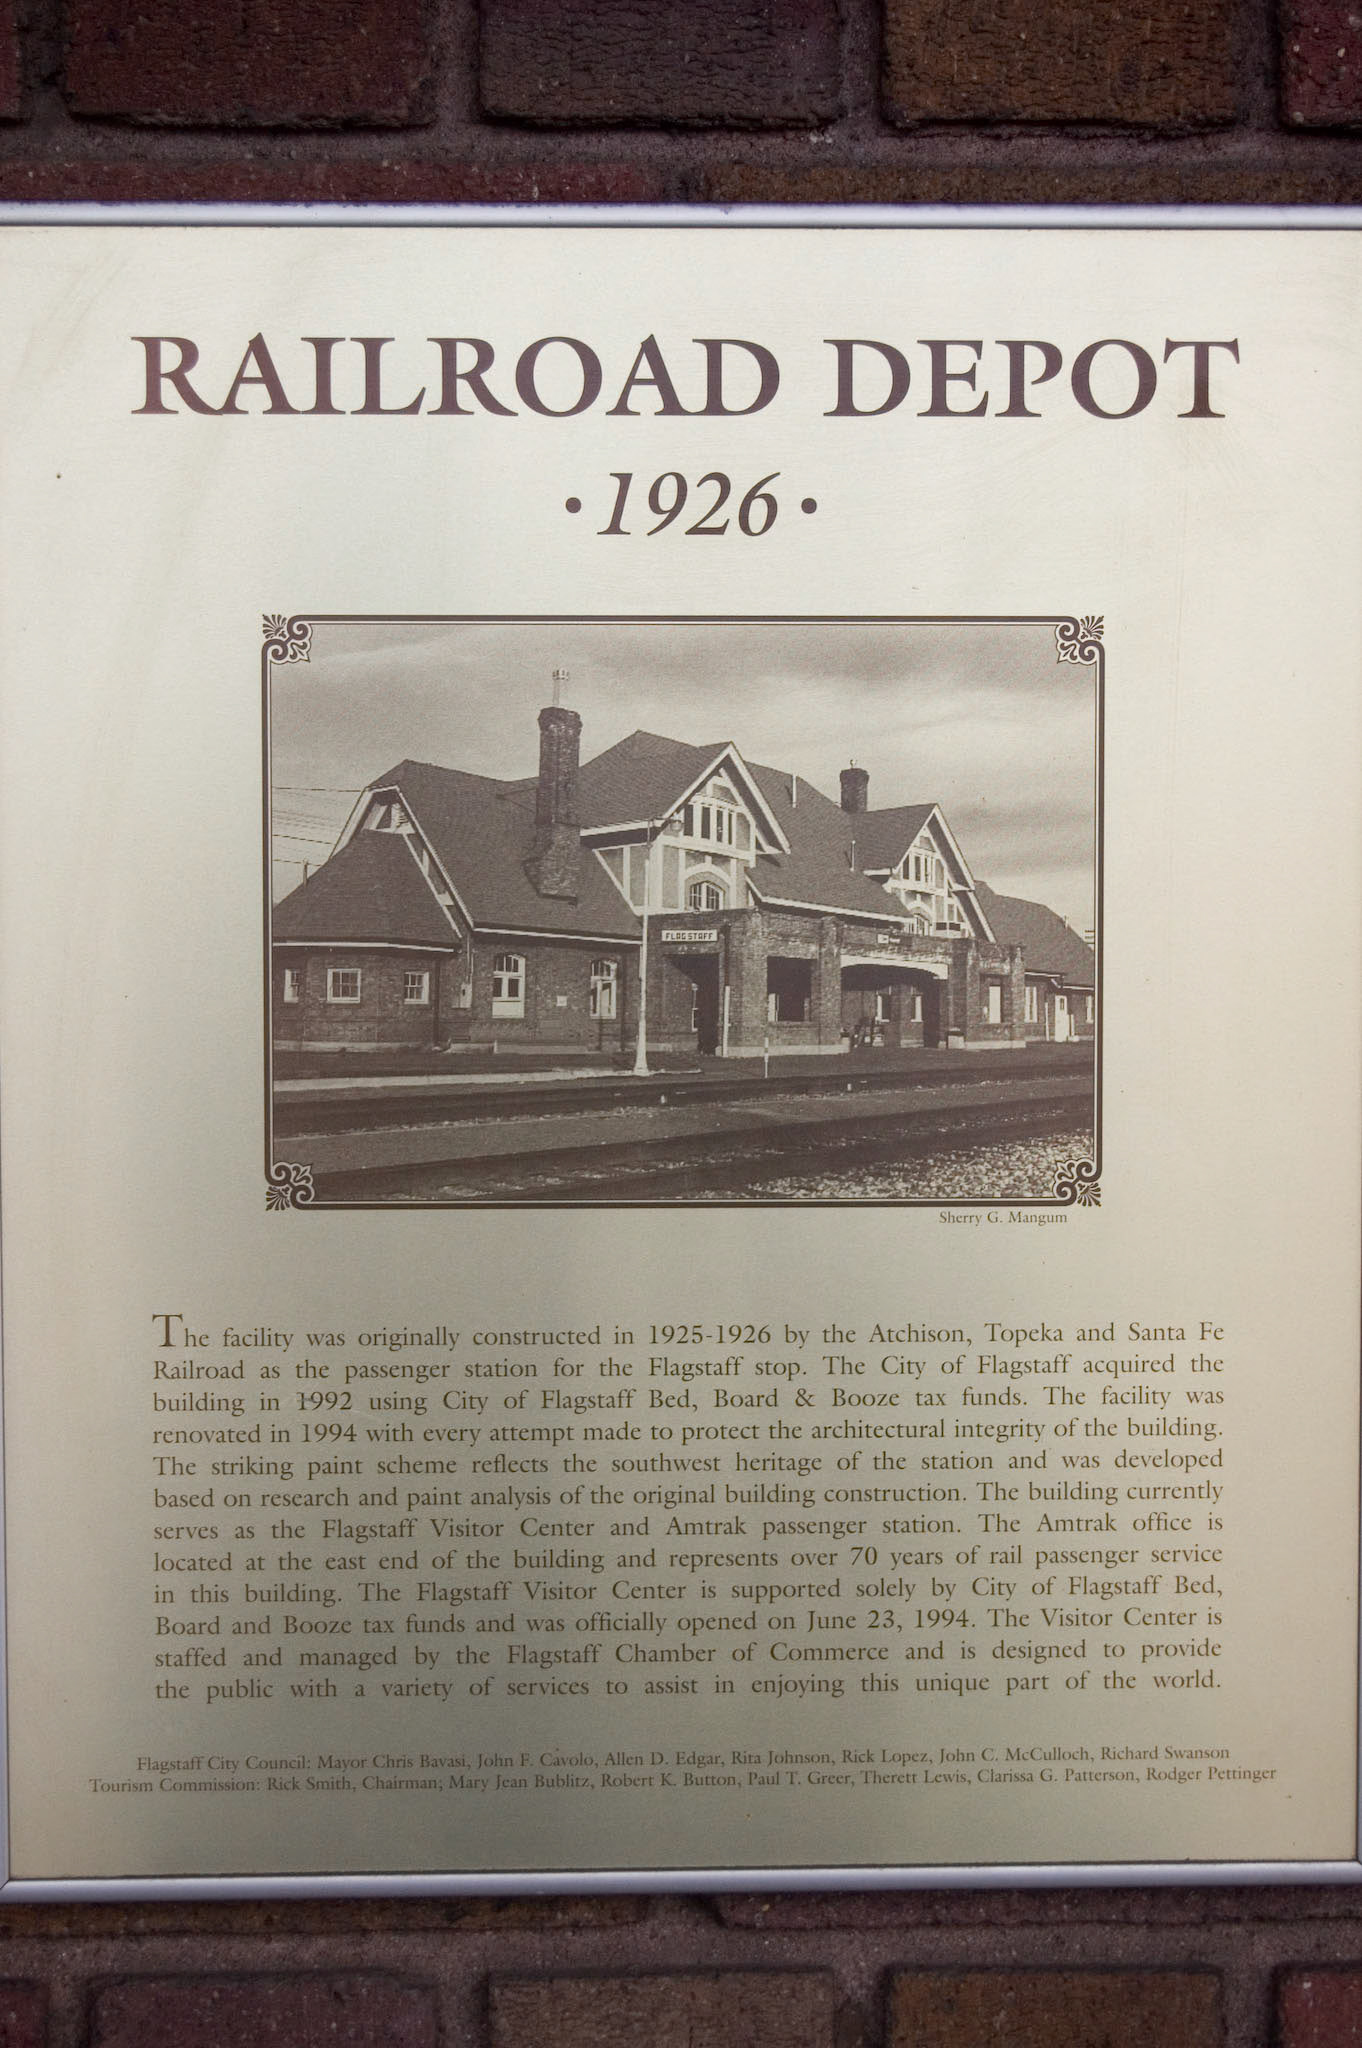 RAILROAD DEPOT
• 1926 •
FLAGSTAFF
Sherry G. Mangum
The facility was originally constructed in 1925-1926 by the Atchison, Topeka and Santa Fe
Railroad as the passenger station for the Flagstaff stop. The City of Flagstaff acquired the
building in 1992 using City of Flagstaff Bed, Board & Booze tax funds. The facility was
renovated in 1994 with every attempt made to protect the architectural integrity of the building.
The striking paint scheme reflects the southwest heritage of the station and was developed
based on research and paint analysis of the original building construction. The building currently
serves as the Flagstaff Visitor Center and Amtrak passenger station. The Amtrak office is
located at the east end of the building and represents over 70 years of rail passenger service
in this building. The Flagstaff Visitor Center is supported solely by City of Flagstaff Bed,
Board and Booze tax funds and was officially opened on June 23, 1994. The Visitor Center is
staffed and managed by the Flagstaff Chamber of Commerce and is designed to provide
the public with a variety of services to assist in enjoying this unique part of the world.
Flagstaff City Council: Mayor Chris Bavasi, John F. Cavolo, Allen D. Edgar, Rita Johnson, Rick Lopez, John C. McCulloch, Richard Swanson
Tourism Commission: Rick Smith, Chairman; Mary Jean Bublitz, Robert K. Button, Paul T. Greer, Therett Lewis, Clarissa G. Patterson, Rodger Pettinger